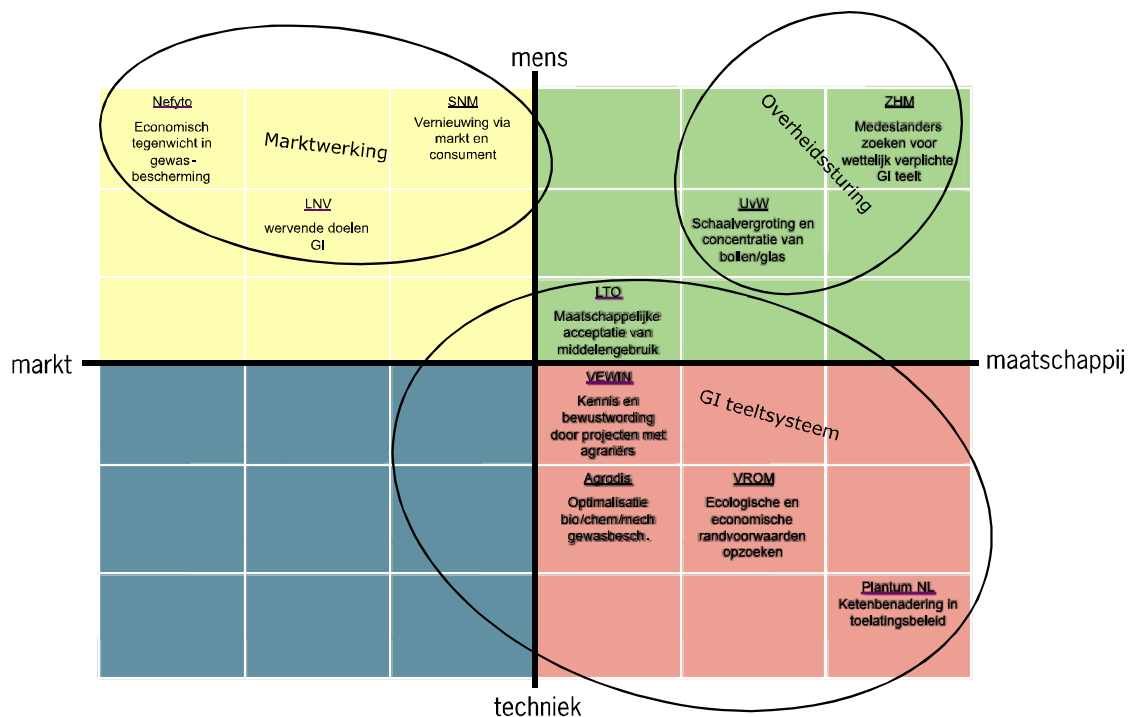 mens
Nefyto
Economisch
tegenwicht in
gewas-
bescherming
Marktwerking
SNM
Vernieuwing via
markt en
consument
LNV
wervende doelen
GI
Overheidssturing
ZHM
Medestanders
zoeken voor
wettelijk verplichte
GI teelt
UvW
Schaalvergroting en
concentratie van
bollen/glas
LTO
Maatschappelijke
acceptatie van
middelengebruik
markt
maatschappij
VEWIN
Kennis en
bewustwording
door projecten met
agrariërs
GI teeltsysteem
Agrodis
Optimalisatie
bio/chem/mech
gewasbesch.
VROM
Ecologische en
economische
randvoorwaarden
opzoeken
Plantum NL
Ketenbenadering in
toelatingsbeleid
techniek